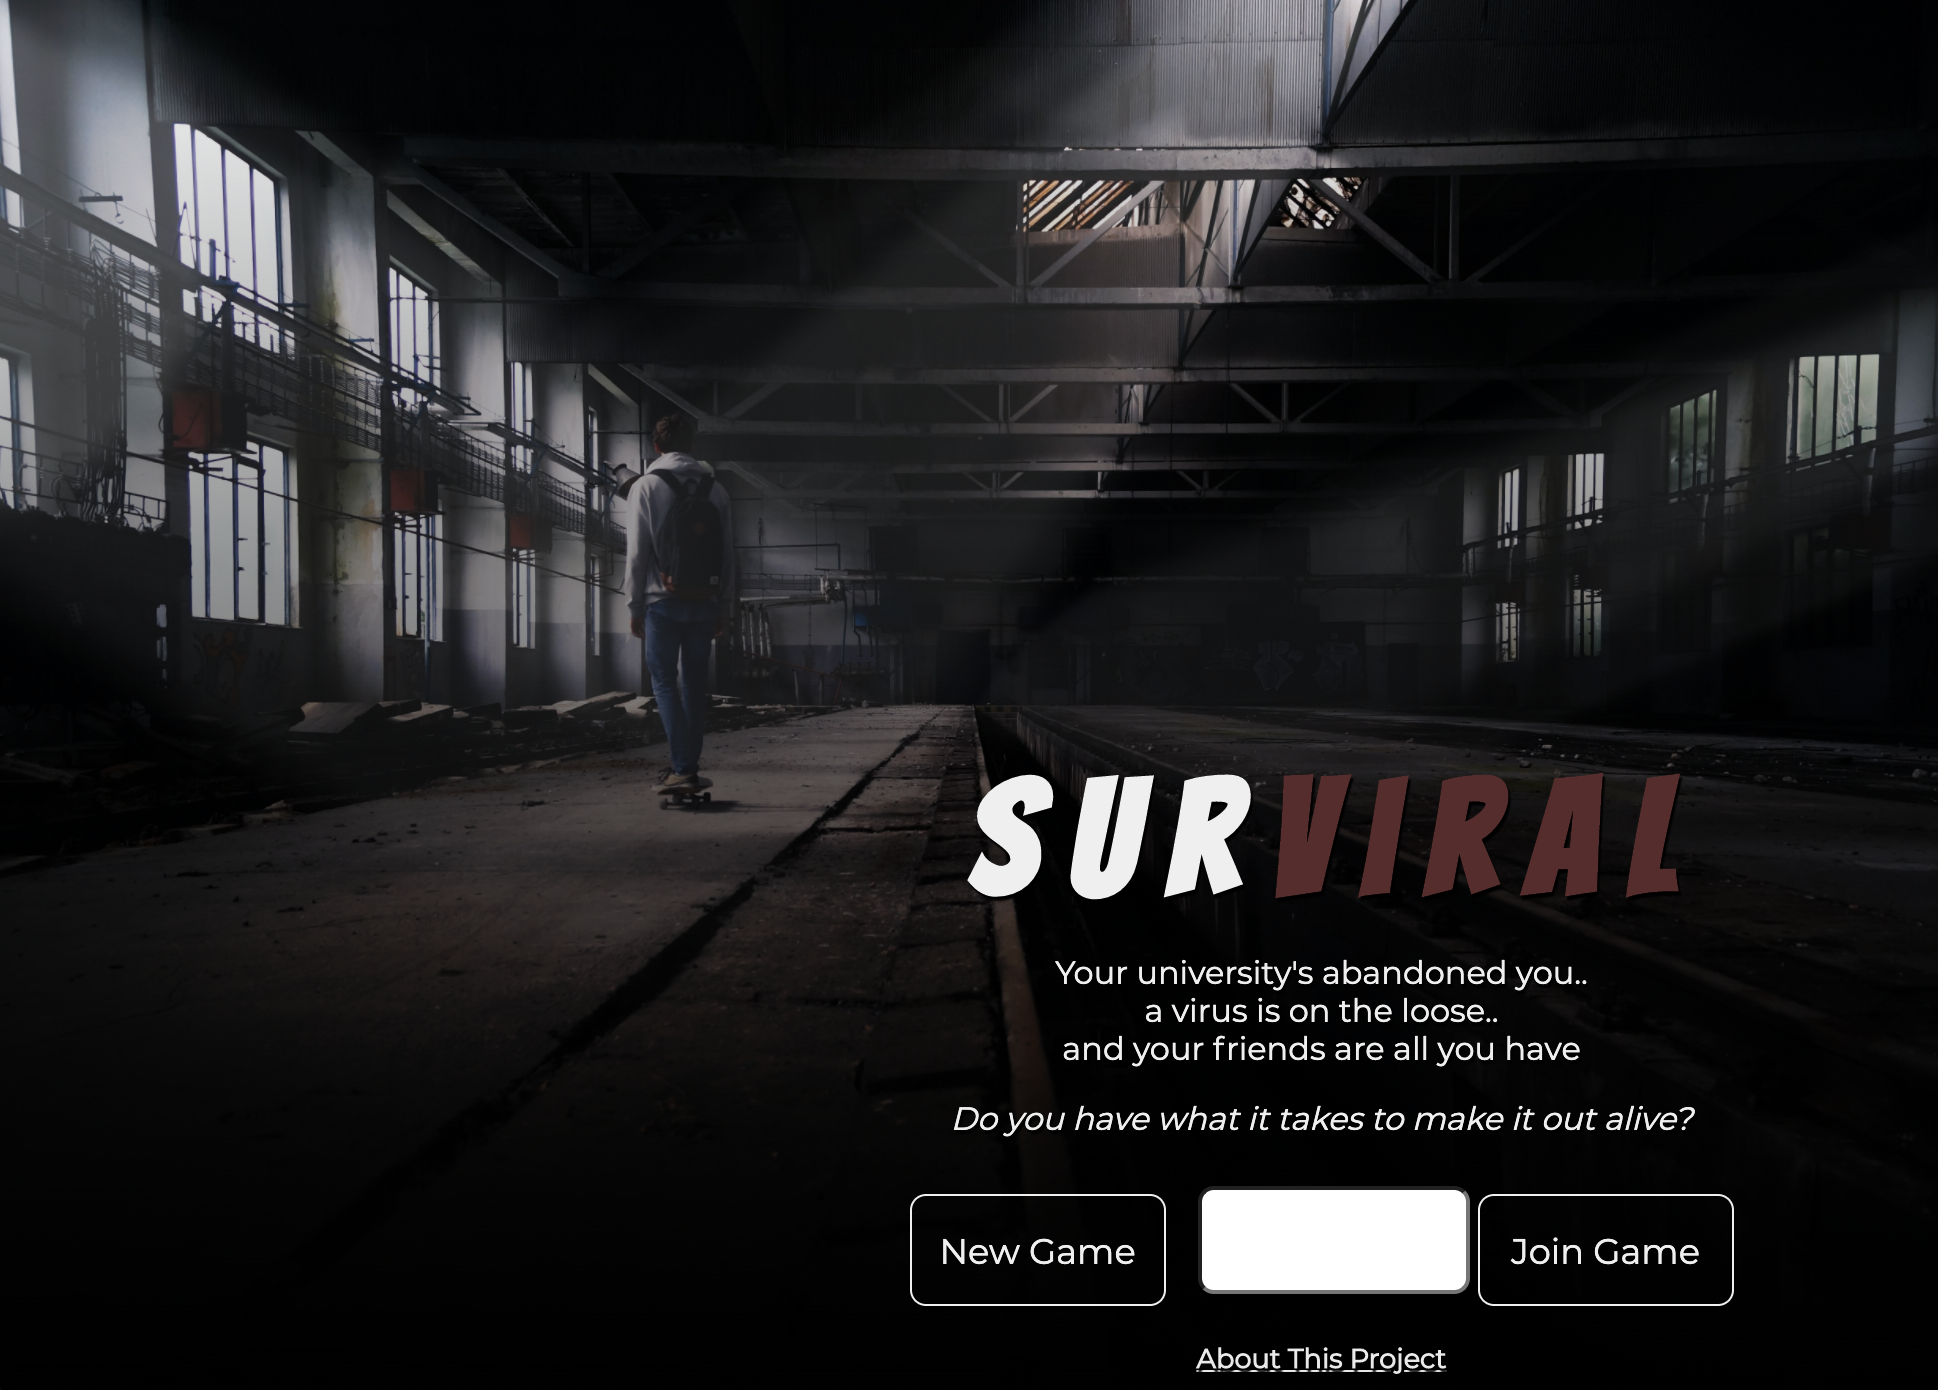 SURVIRAL
Your university's abandoned you..
a virus is on the loose..
and your friends are all you have
Do you have what it takes to make it out alive?
New Game
Join Game
About This Project